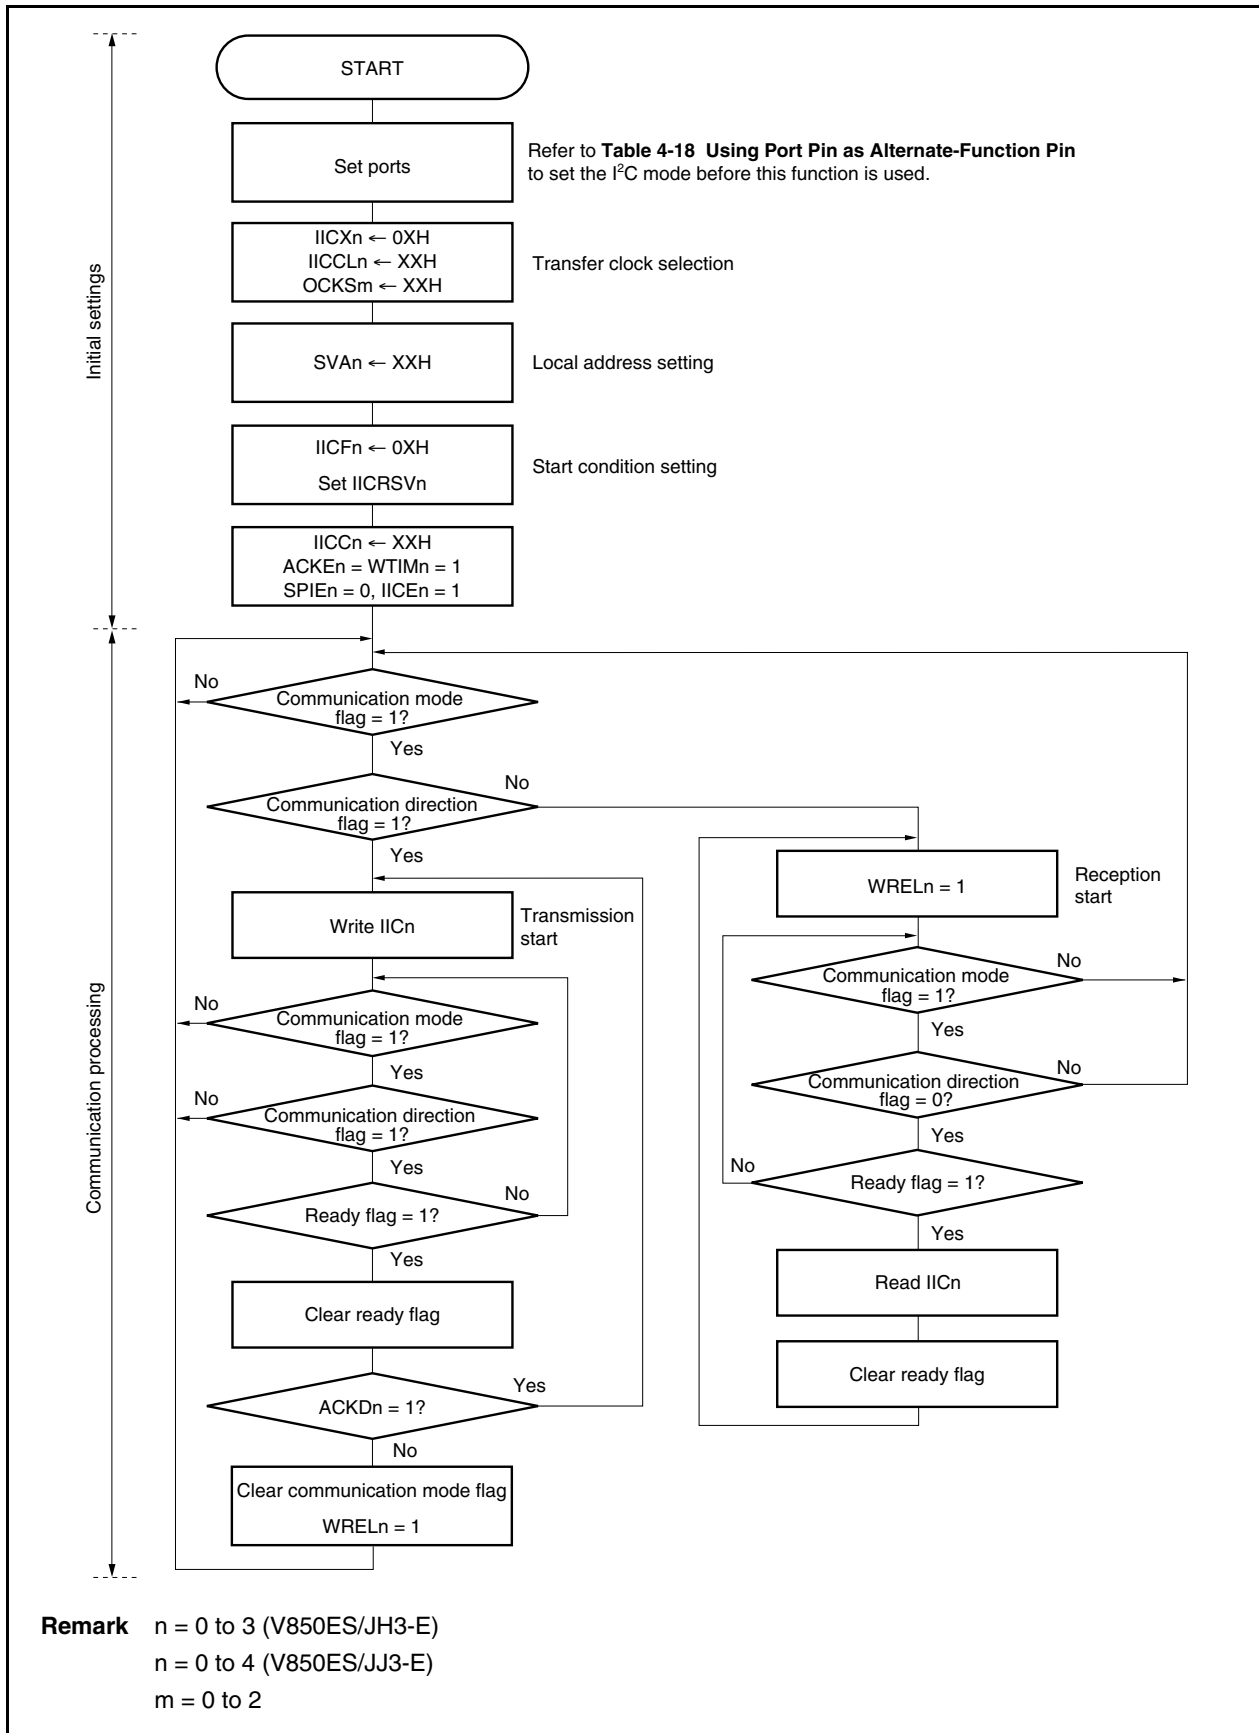 START
Set ports
Refer to Table 4-18 Using Port Pin as Alternate-Function Pin
to set the I²C mode before this function is used.
IICXn ← 0XH
IICCLn ← XXH
OCKSm ← XXH
Transfer clock selection
Initial settings
SVAn ← XXH
Local address setting
IICFn ← 0XH
Set IICRSVn
Start condition setting
IICCn ← XXH
ACKEn = WTIMn = 1
SPIEn = 0, IICEn = 1
Communication processing
No
Communication mode
flag = 1?
Yes
No
Communication direction
flag = 1?
Yes
Write IICn
Transmission
start
No
Communication mode
flag = 1?
Yes
No
Communication direction
flag = 1?
Yes
No
Ready flag = 1?
Yes
Clear ready flag
Yes
ACKDn = 1?
No
Clear communication mode flag
WRELn = 1
WRELn = 1
Reception
start
No
Communication mode
flag = 1?
Yes
No
Communication direction
flag = 0?
Yes
No
Ready flag = 1?
Yes
Read IICn
Clear ready flag
Remark n = 0 to 3 (V850ES/JH3-E)
n = 0 to 4 (V850ES/JJ3-E)
m = 0 to 2